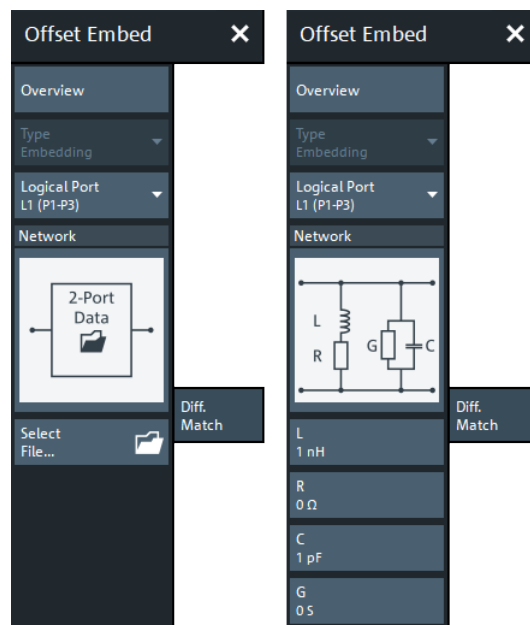 Offset Embed
Overview
Type
Embedding
Logical Port
L1 (P1-P3)
Network
2-Port
Data
Select
File...
Diff.
Match
Offset Embed
Overview
Type
Embedding
Logical Port
L1 (P1-P3)
Network
L
R
G
C
Diff.
Match
L
1 nH
R
0 Ω
C
1 pF
G
0 S